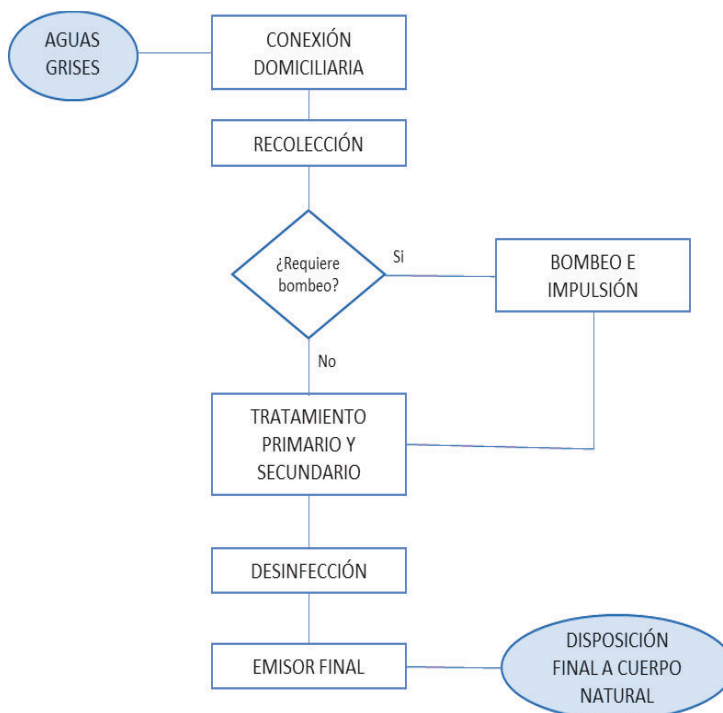 AGUAS
GRISES
CONEXIÓN
DOMICILIARIA
RECOLECCIÓN
¿Requiere
bombeo?
Si
BOMBEO E
IMPULSIÓN
No
TRATAMIENTO
PRIMARIO Y
SECUNDARIO
DESINFECCIÓN
EMISOR FINAL
DISPOSICIÓN
FINAL A CUERPO
NATURAL